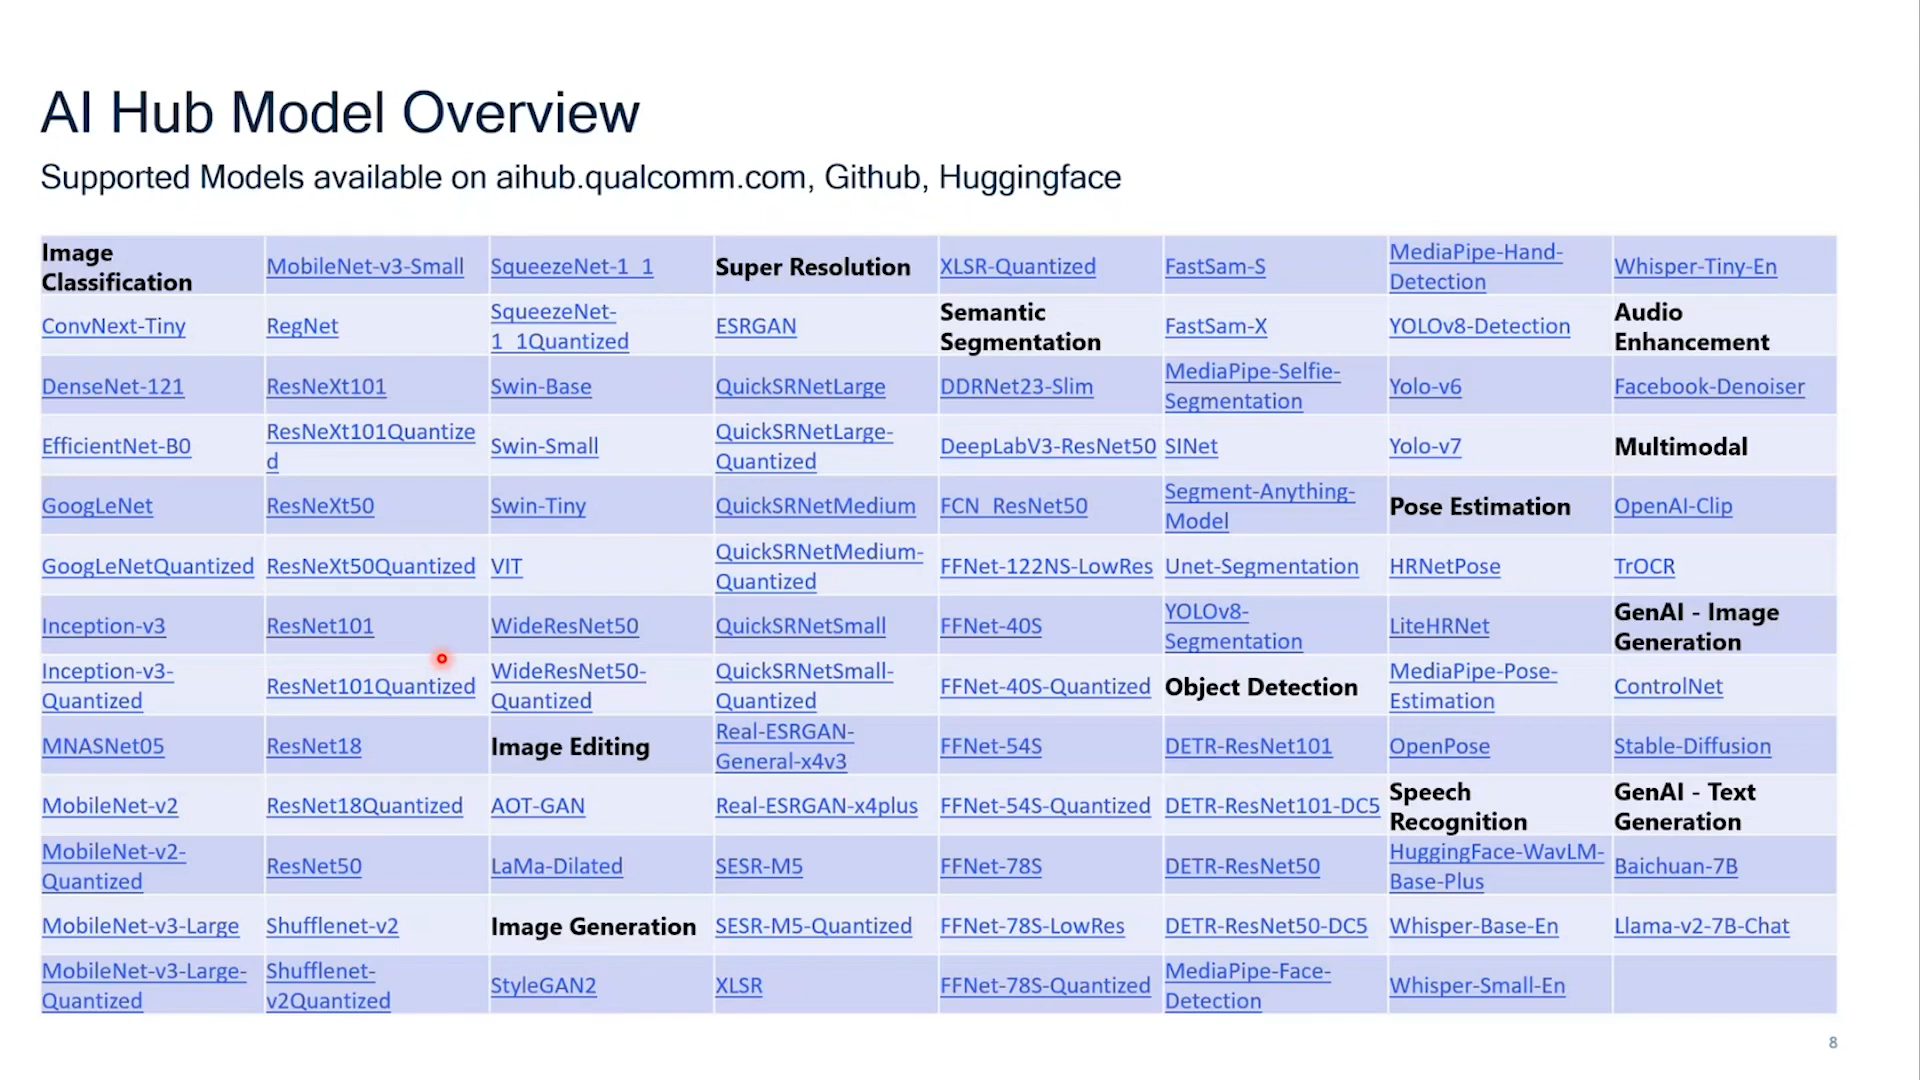 AI Hub Model Overview
Supported Models available on aihub.qualcomm.com, Github, Huggingface
Image
Classification
MobileNet-v3-Small
SqueezeNet-1_1
Super Resolution
XLSR-Quantized
FastSam-S
MediaPipe-Hand-
Detection
Whisper-Tiny-En
ConvNext-Tiny
RegNet
SqueezeNet-
1_1Quantized
ESRGAN
Semantic
Segmentation
FastSam-X
YOLOv8-Detection
Audio
Enhancement
DenseNet-121
ResNeXt101
Swin-Base
QuickSRNetLarge
DDRNet23-Slim
MediaPipe-Selfie-
Segmentation
Yolo-v6
Facebook-Denoiser
EfficientNet-B0
ResNeXt101Quantize
d
Swin-Small
QuickSRNetLarge-
Quantized
DeepLabV3-ResNet50
SINet
Yolo-v7
Multimodal
GoogLeNet
ResNeXt50
Swin-Tiny
QuickSRNetMedium
FCN_ResNet50
Segment-Anything-
Model
Pose Estimation
OpenAI-Clip
GoogLeNetQuantized
ResNeXt50Quantized
VIT
QuickSRNetMedium-
Quantized
FFNet-122NS-LowRes
Unet-Segmentation
HRNetPose
TrOCR
Inception-v3
ResNet101
WideResNet50
QuickSRNetSmall
FFNet-40S
YOLOv8-
Segmentation
LiteHRNet
GenAI - Image
Generation
Inception-v3-
Quantized
ResNet101Quantized
WideResNet50-
Quantized
QuickSRNetSmall-
Quantized
FFNet-40S-Quantized
Object Detection
MediaPipe-Pose-
Estimation
ControlNet
MNASNet05
ResNet18
Image Editing
Real-ESRGAN-
General-x4v3
FFNet-54S
DETR-ResNet101
OpenPose
Stable-Diffusion
MobileNet-v2
ResNet18Quantized
AOT-GAN
Real-ESRGAN-x4plus
FFNet-54S-Quantized
DETR-ResNet101-DC5
Speech
Recognition
GenAI - Text
Generation
MobileNet-v2-
Quantized
ResNet50
LaMa-Dilated
SESR-M5
FFNet-78S
DETR-ResNet50
HuggingFace-WavLM-
Base-Plus
Baichuan-7B
MobileNet-v3-Large
Shufflenet-v2
Image Generation
SESR-M5-Quantized
FFNet-78S-LowRes
DETR-ResNet50-DC5
Whisper-Base-En
Llama-v2-7B-Chat
MobileNet-v3-Large-
Quantized
Shufflenet-
v2Quantized
StyleGAN2
XLSR
FFNet-78S-Quantized
MediaPipe-Face-
Detection
Whisper-Small-En
8